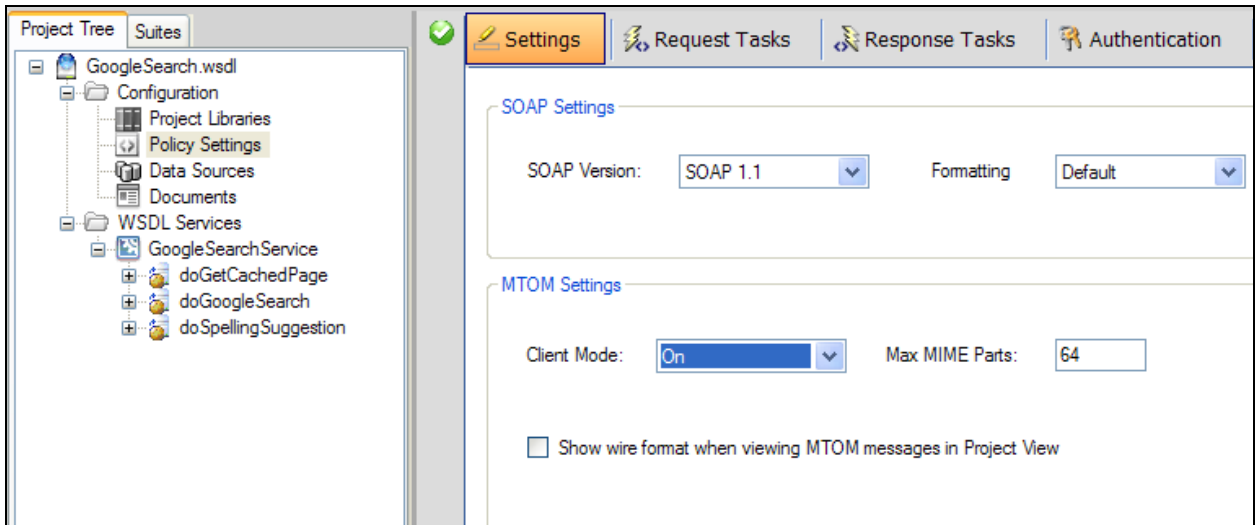 Project Tree
Suites
GoogleSearch.wsdl
Configuration
Project Libraries
Policy Settings
Data Sources
Documents
WSDL Services
GoogleSearchService
doGetCachedPage
doGoogleSearch
doSpellingSuggestion
Settings
Request Tasks
Response Tasks
Authentication
SOAP Settings
SOAP Version: SOAP 1.1 Formatting Default
MTOM Settings
Client Mode: On Max MIME Parts: 64
Show wire format when viewing MTOM messages in Project View